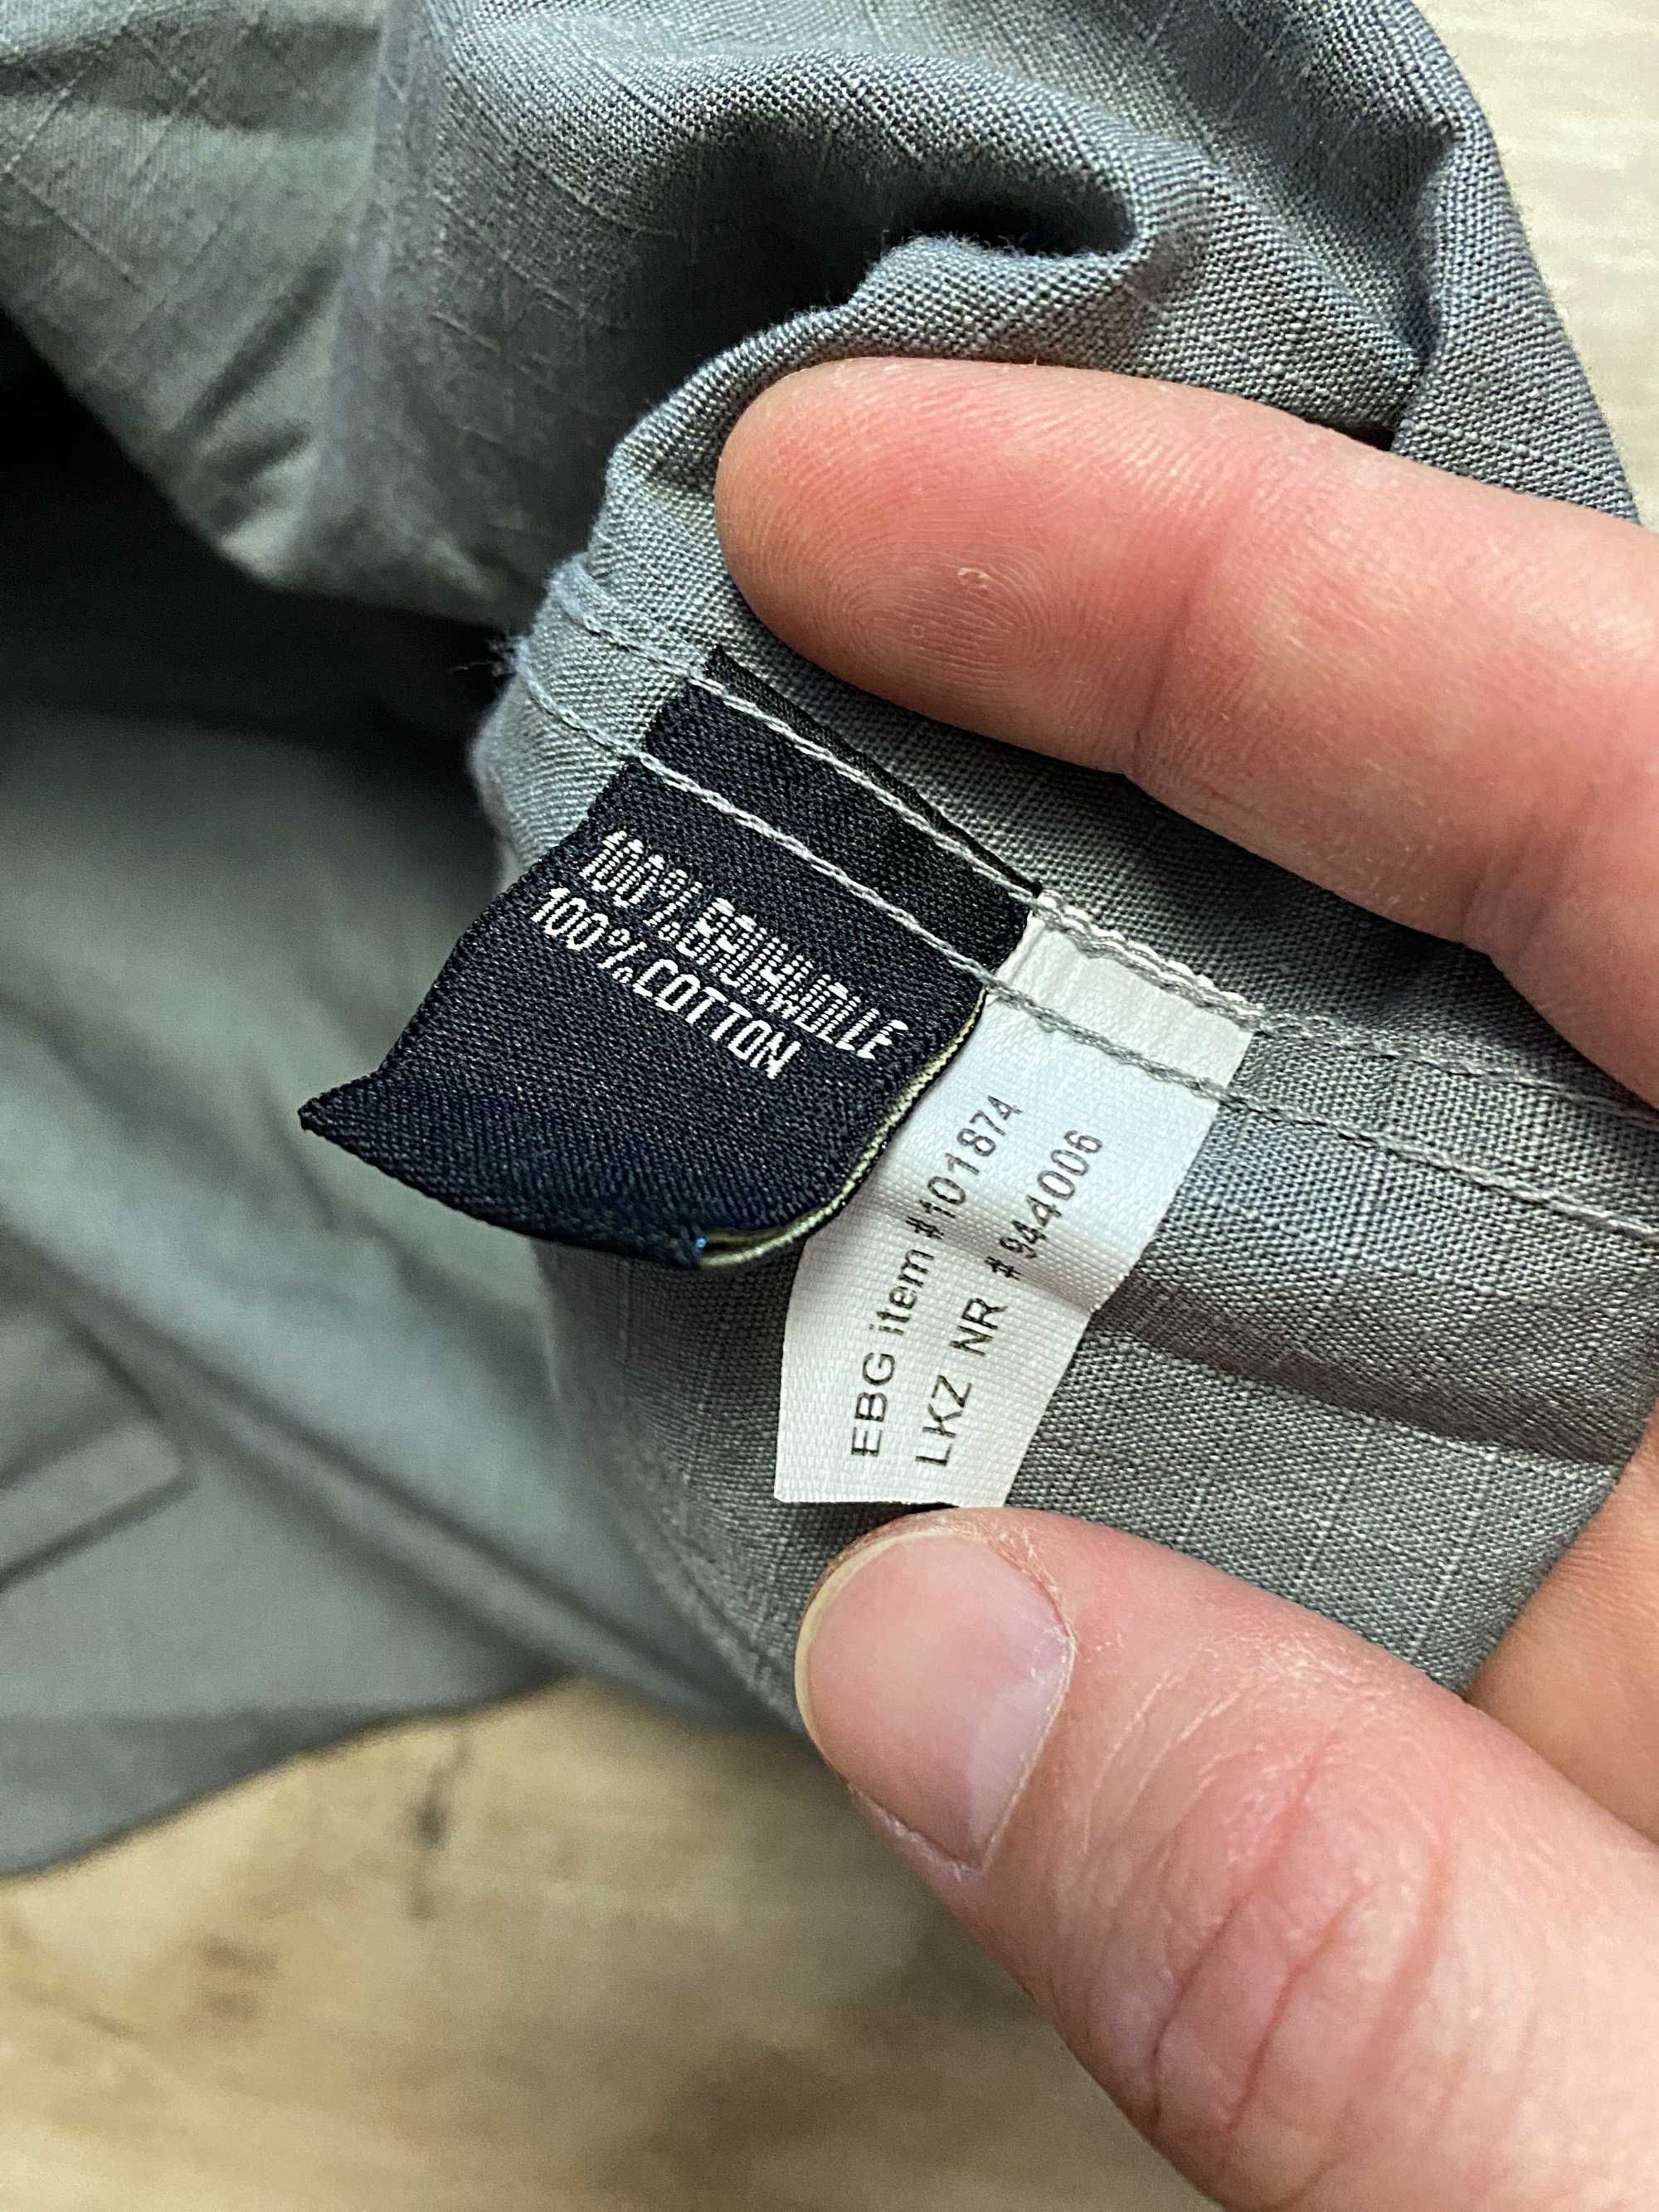 100%BAUMWOLLE
100%COTTON
EBG item#101874
LKZ NR #944006